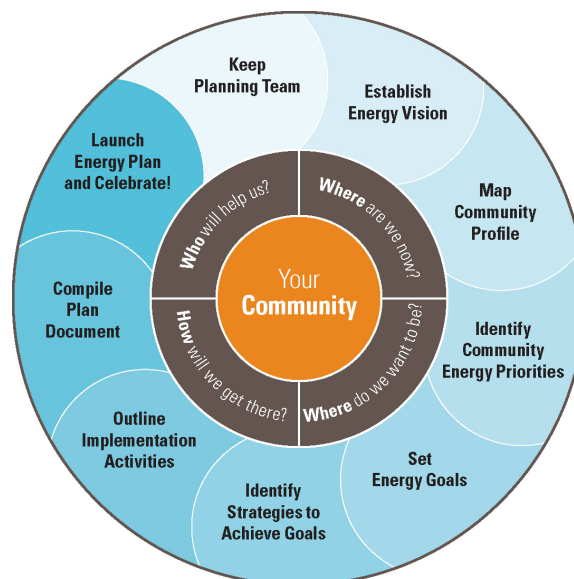 Keep
Planning Team
Establish
Energy Vision
Map
Community
Profile
Identify
Community
Energy Priorities
Set
Energy Goals
Identify
Strategies to
Achieve Goals
Outline
Implementation
Activities
Compile
Plan
Document
Launch
Energy Plan
and Celebrate!
Who will help us?
Where are we now?
Where do we want to be?
How will we get there?
Your
Community